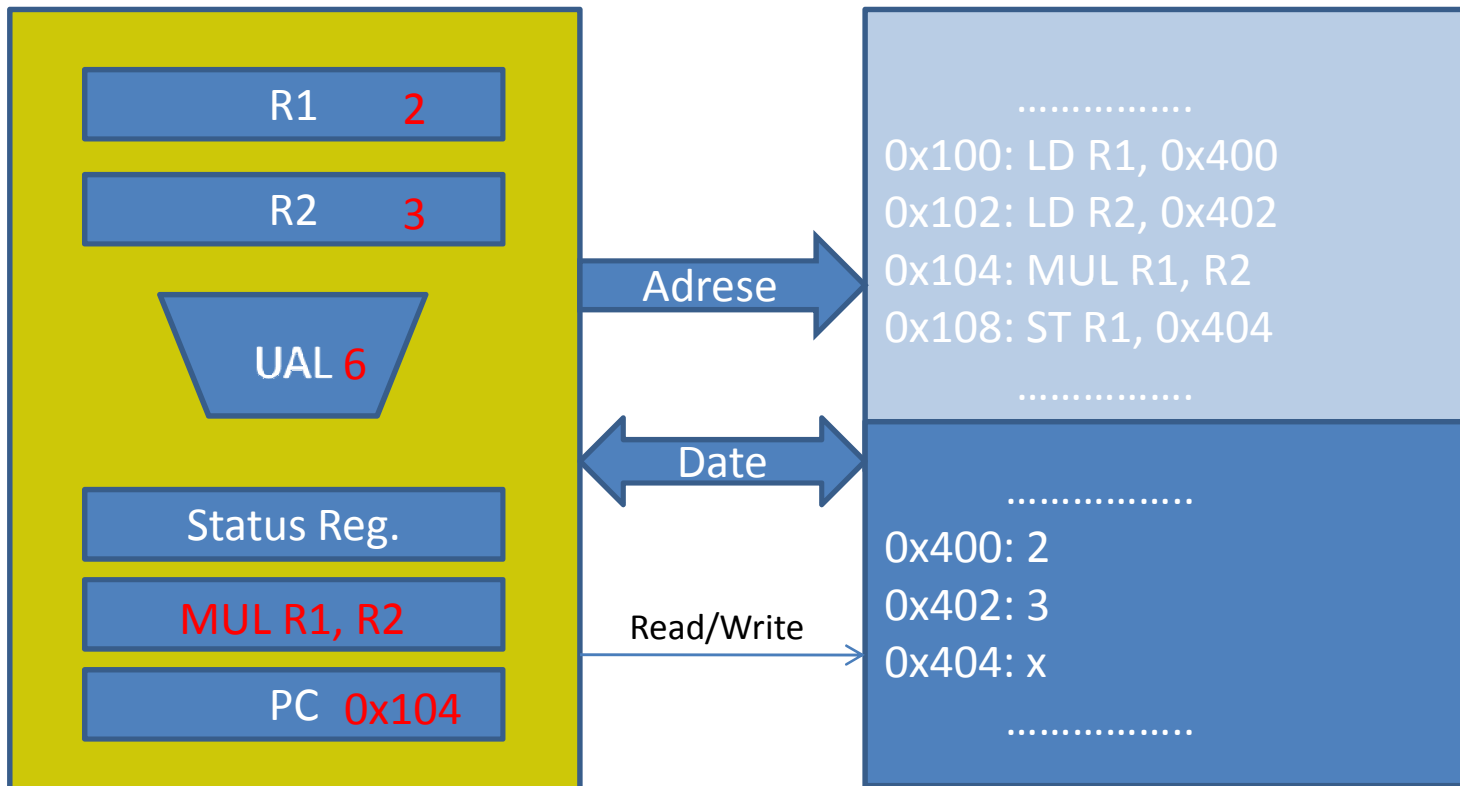 R1 2
R2 3
UAL 6
Status Reg.
MUL R1, R2
PC 0x104
Adrese
Date
Read/Write
................
0x100: LD R1, 0x400
0x102: LD R2, 0x402
0x104: MUL R1, R2
0x108: ST R1, 0x404
................
.................
0x400: 2
0x402: 3
0x404: x
.................